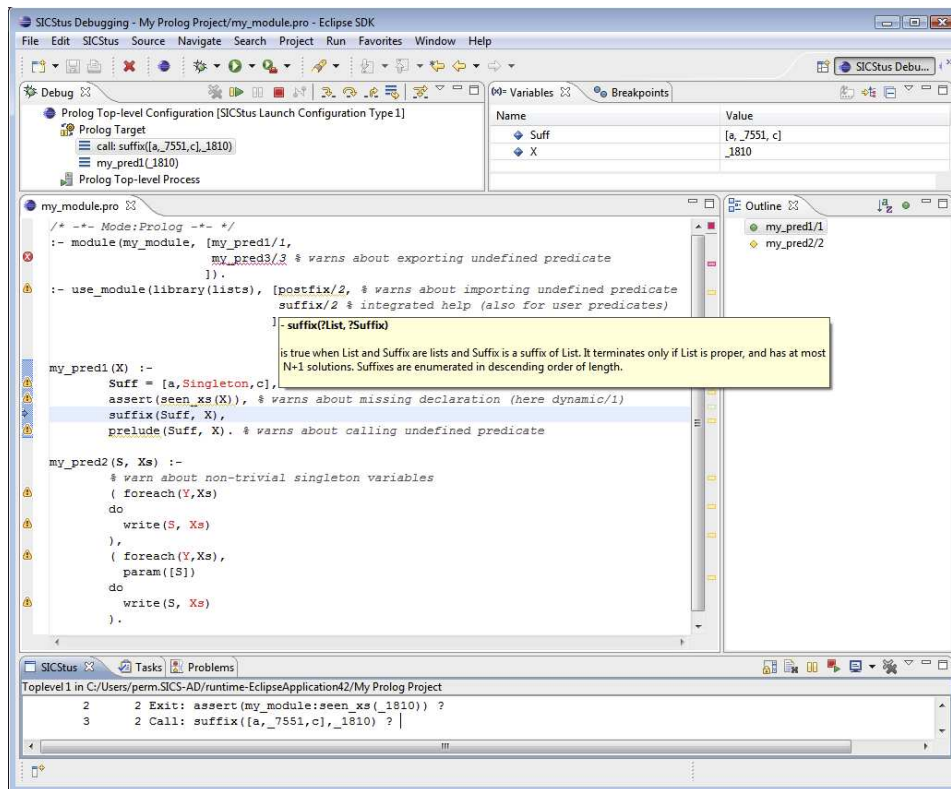 SICStus Debugging - My Prolog Project/my_module.pro - Eclipse SDK
File Edit SICStus Source Navigate Search Project Run Favorites Window Help
SICStus Debu...
Debug
Prolog Top-level Configuration [SICStus Launch Configuration Type 1]
Prolog Target
call: suffix([a,_7551,c],_1810)
my_pred1(_1810)
Prolog Top-level Process
(x)= Variables Breakpoints
Name Value
Suff [a, _7551, c]
X _1810
my_module.pro
/* -*- Mode:Prolog -*- */
:- module(my_module, [my_pred1/1,
my_pred3/3 % warns about exporting undefined predicate
]).
:- use_module(library(lists), [postfix/2, % warns about importing undefined predicate
suffix/2 % integrated help (also for user predicates)
]
- suffix(?List, ?Suffix)
is true when List and Suffix are lists and Suffix is a suffix of List. It terminates only if List is proper, and has at most
N+1 solutions. Suffixes are enumerated in descending order of length.
my_pred1(X) :-
Suff = [a,Singleton,c],
assert(seen_xs(X)), % warns about missing declaration (here dynamic/1)
suffix(Suff, X),
prelude(Suff, X). % warns about calling undefined predicate
my_pred2(S, Xs) :-
% warn about non-trivial singleton variables
( foreach(Y,Xs)
do
write(S, Xs)
),
( foreach(Y,Xs),
param([S])
do
write(S, Xs)
).
Outline
my_pred1/1
my_pred2/2
SICStus Tasks Problems
Toplevel 1 in C:/Users/perm.SICS-AD/runtime-EclipseApplication42/My Prolog Project
2 2 Exit: assert(my_module:seen_xs(_1810)) ?
3 2 Call: suffix([a,_7551,c],_1810) ?